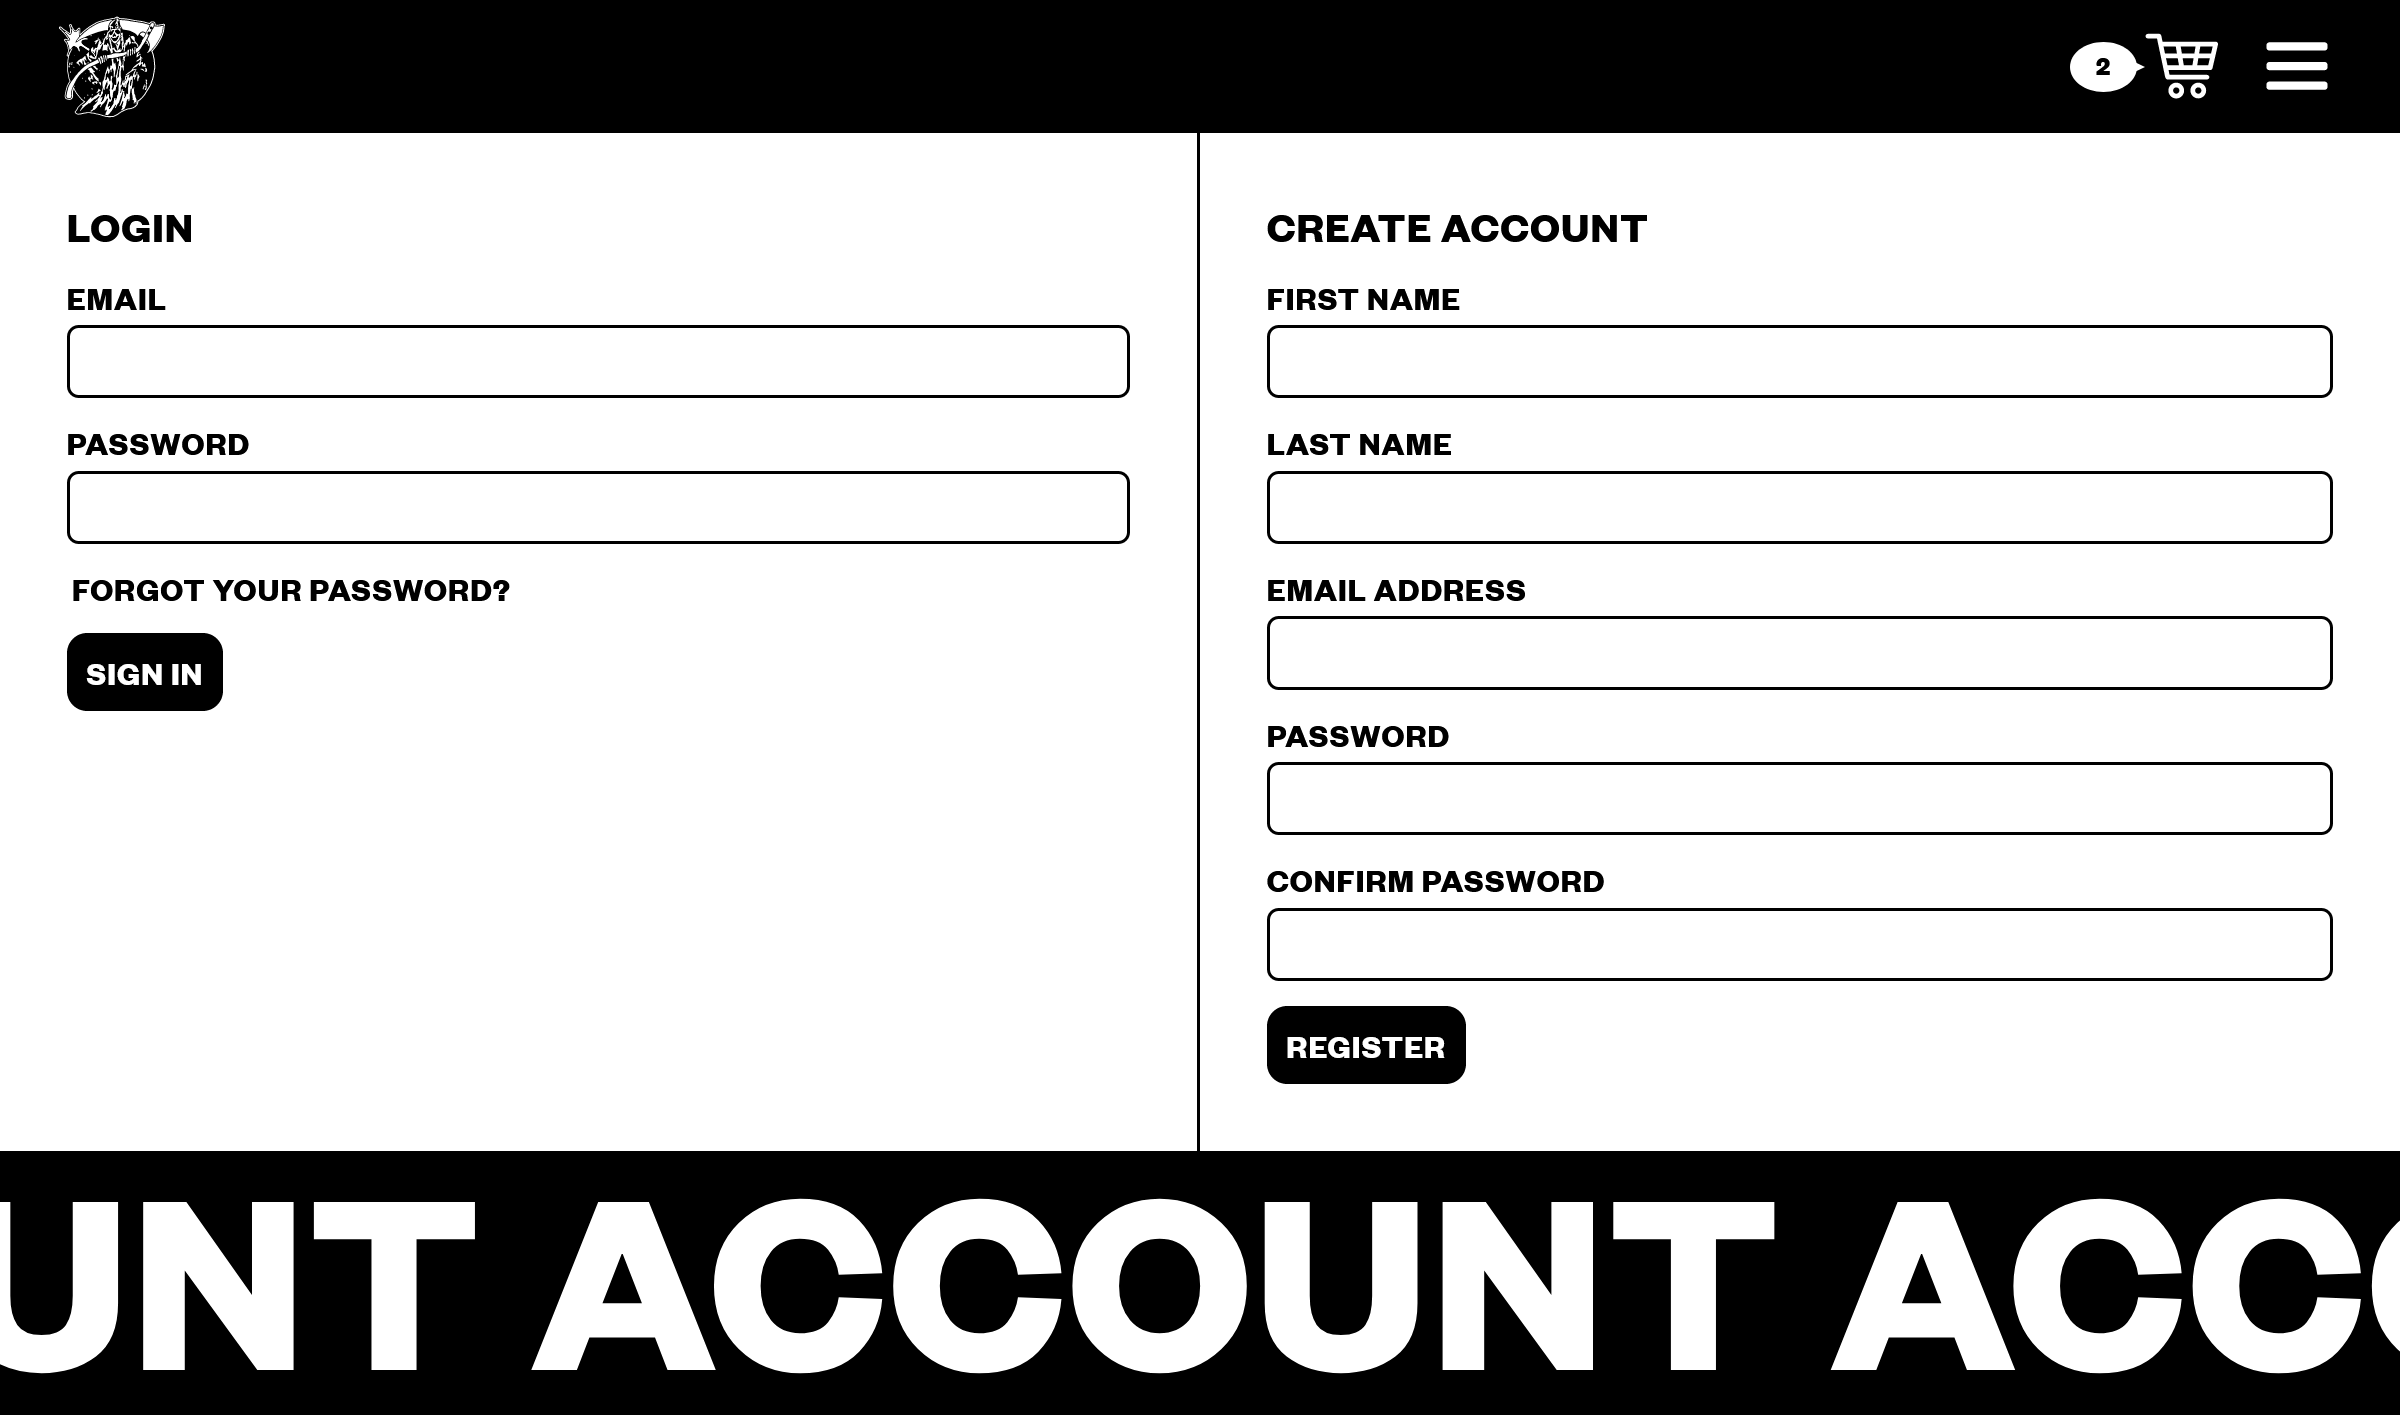 2
LOGIN
EMAIL
PASSWORD
FORGOT YOUR PASSWORD?
SIGN IN
CREATE ACCOUNT
FIRST NAME
LAST NAME
EMAIL ADDRESS
PASSWORD
CONFIRM PASSWORD
REGISTER
UNT ACCOUNT ACCO